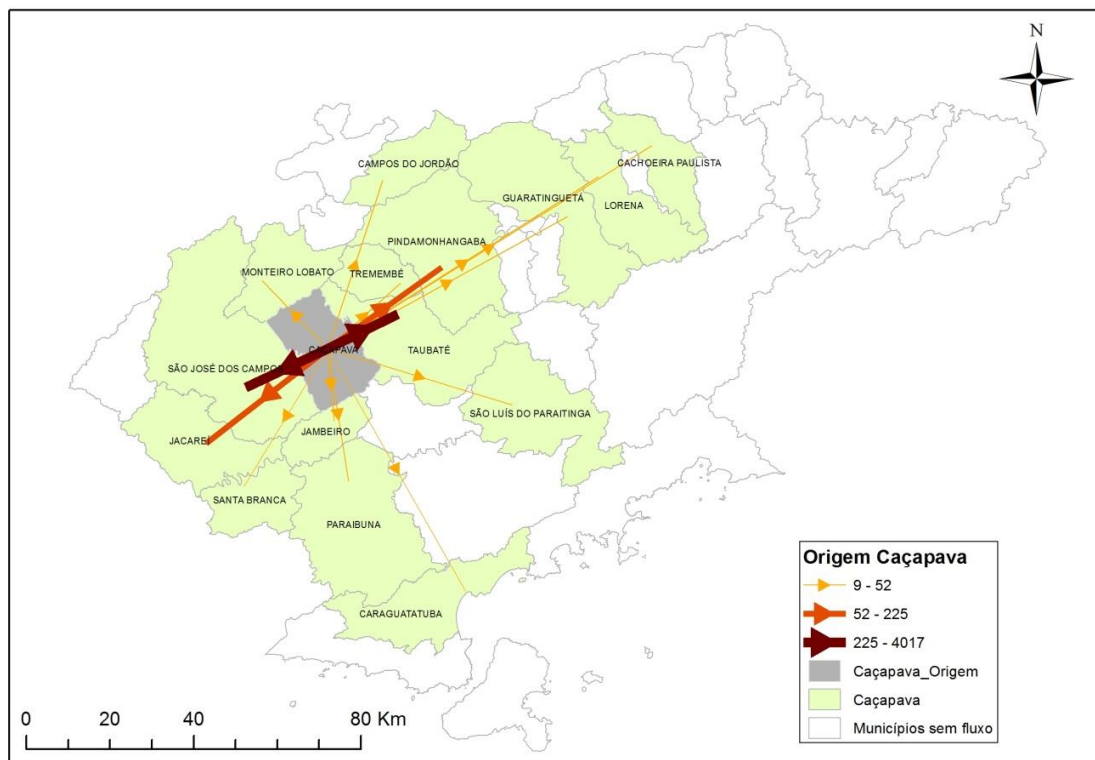 N
CAMPOS DO JORDÃO
CACHOEIRA PAULISTA
GUARATINGUETÁ
LORENA
PINDAMONHANGABA
MONTEIRO LOBATO
TREMEMBÉ
CAÇAPAVA
TAUBATÉ
SÃO JOSÉ DOS CAMPOS
SÃO LUÍS DO PARAITINGA
JACAREÍ
JAMBEIRO
SANTA BRANCA
PARAIBUNA
CARAGUATATUBA
Origem Caçapava
9 - 52
52 - 225
225 - 4017
Caçapava_Origem
Caçapava
Municípios sem fluxo
0 20 40 80 Km